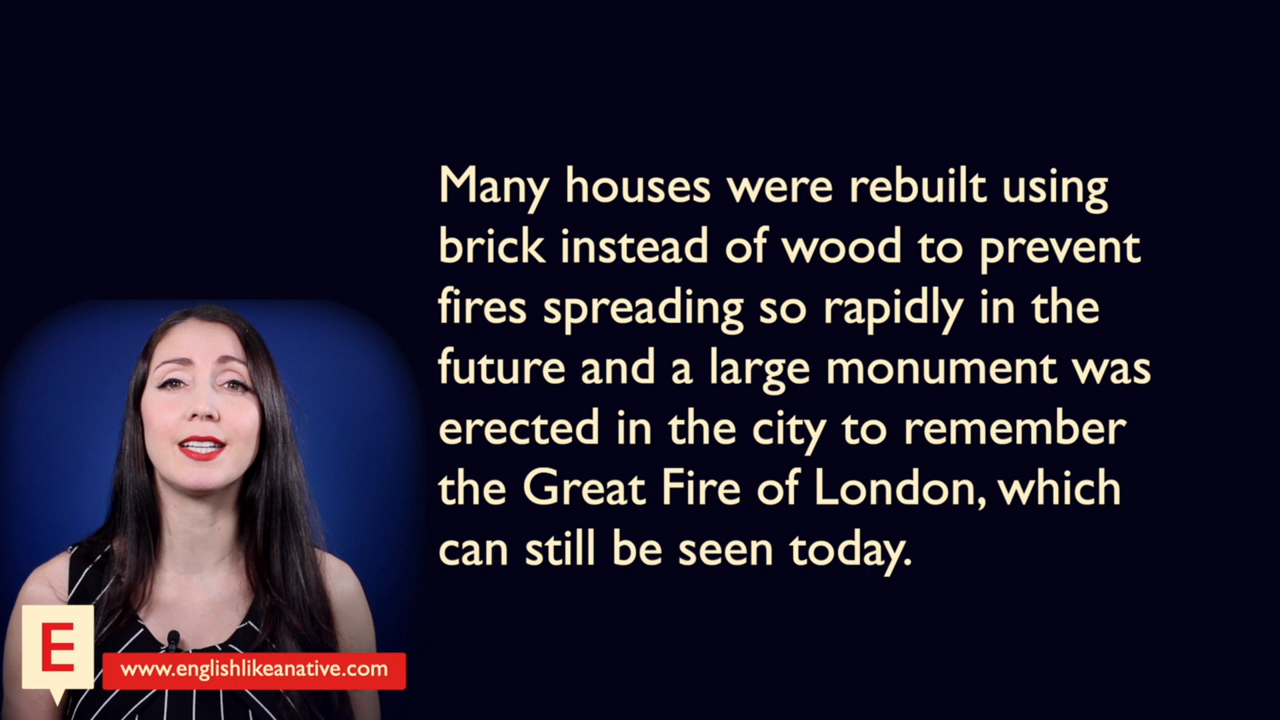 Many houses were rebuilt using
brick instead of wood to prevent
fires spreading so rapidly in the
future and a large monument was
erected in the city to remember
the Great Fire of London, which
can still be seen today.
E
www.englishlikeanative.com